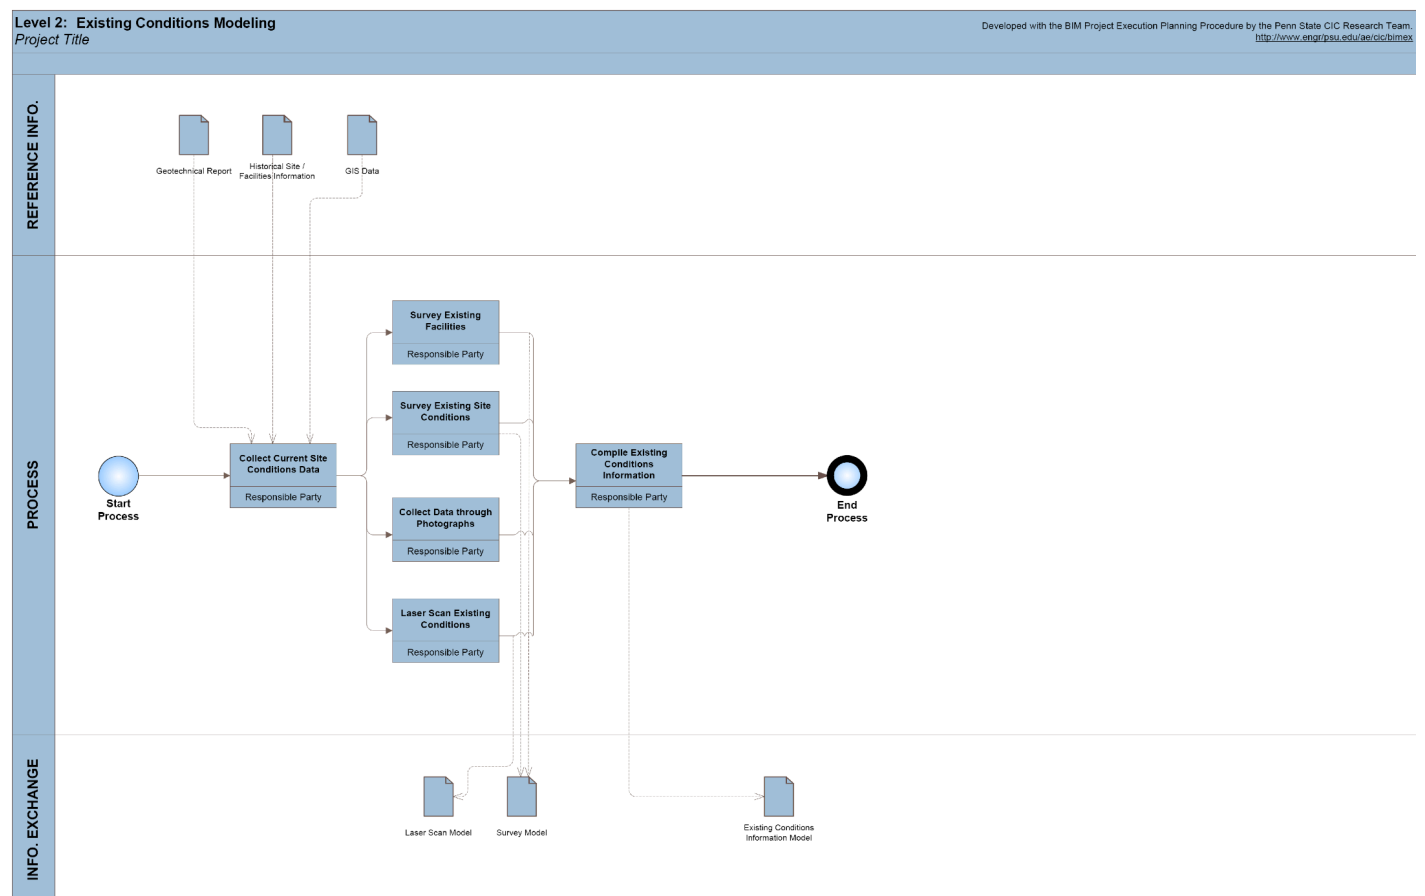 Level 2: Existing Conditions Modeling
Project Title
Developed with the BIM Project Execution Planning Procedure by the Penn State CIC Research Team.
http://www.engr/psu.edu/ae/cic/bimex
REFERENCE INFO.
Geotechnical Report
Historical Site /
Facilities Information
GIS Data
PROCESS
Start
Process
Collect Current Site
Conditions Data
Responsible Party
Survey Existing
Facilities
Responsible Party
Survey Existing Site
Conditions
Responsible Party
Collect Data through
Photographs
Responsible Party
Laser Scan Existing
Conditions
Responsible Party
Compile Existing
Conditions
Information
Responsible Party
End
Process
INFO. EXCHANGE
Laser Scan Model
Survey Model
Existing Conditions
Information Model